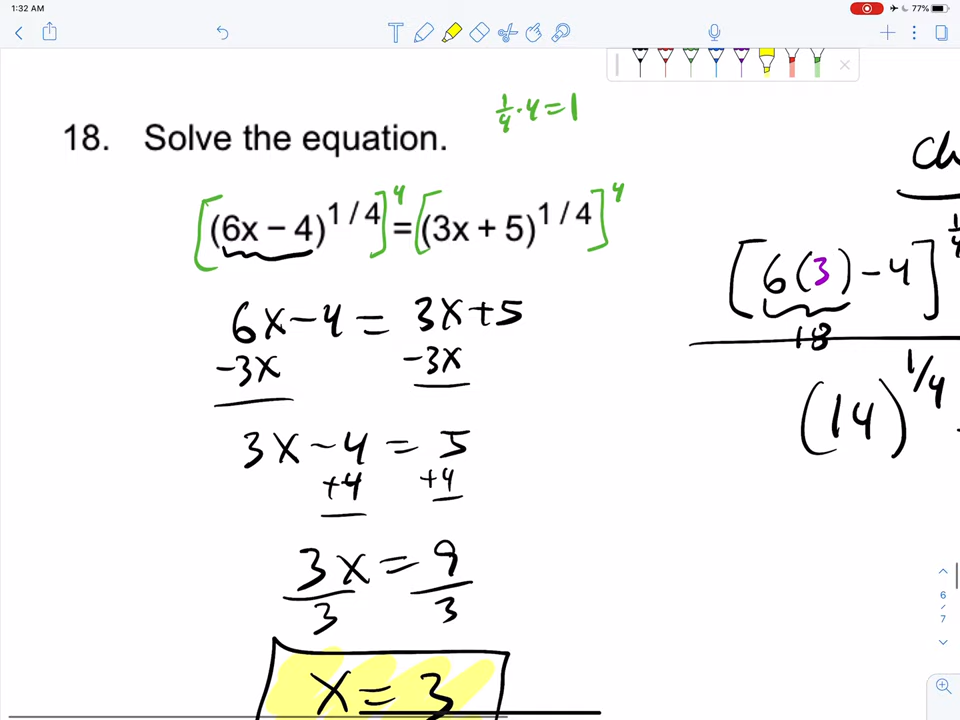 1:32 AM
77%
1/4 · 4 = 1
18. Solve the equation.
[(6x − 4)^1/4]^4 = [(3x + 5)^1/4]^4
6x − 4 = 3x + 5
−3x −3x
3x − 4 = 5
+4 +4
3x = 9
3 3
x = 3
[6(3) − 4]^1/4
18
(14)^1/4
6
/
7